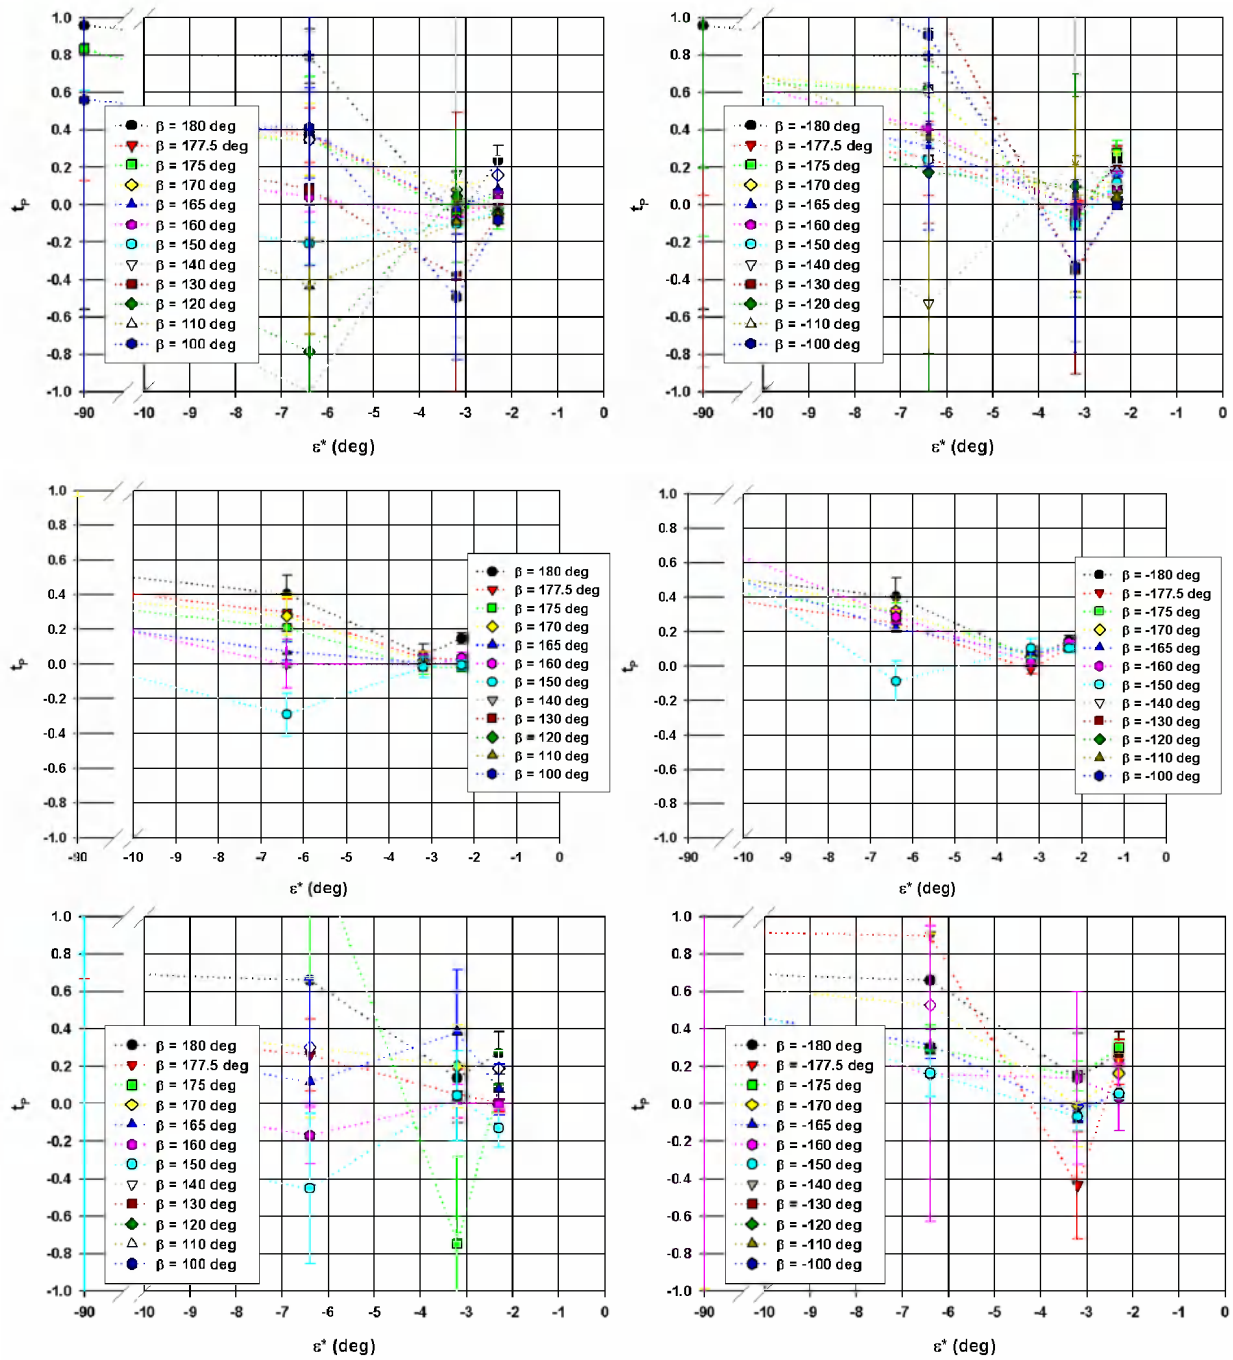 1.0
0.8
0.6
0.4
0.2
0.0
-0.2
-0.4
-0.6
-0.8
-1.0
tp
β = 180 deg
β = 177.5 deg
β = 175 deg
β = 170 deg
β = 165 deg
β = 160 deg
β = 150 deg
β = 140 deg
β = 130 deg
β = 120 deg
β = 110 deg
β = 100 deg
-90 -10 -9 -8 -7 -6 -5 -4 -3 -2 -1 0
ε* (deg)
1.0
0.8
0.6
0.4
0.2
0.0
-0.2
-0.4
-0.6
-0.8
-1.0
tp
β = -180 deg
β = -177.5 deg
β = -175 deg
β = -170 deg
β = -165 deg
β = -160 deg
β = -150 deg
β = -140 deg
β = -130 deg
β = -120 deg
β = -110 deg
β = -100 deg
-90 -10 -9 -8 -7 -6 -5 -4 -3 -2 -1 0
ε* (deg)
1.0
0.8
0.6
0.4
0.2
0.0
-0.2
-0.4
-0.6
-0.8
-1.0
tp
β = 180 deg
β = 177.5 deg
β = 175 deg
β = 170 deg
β = 165 deg
β = 160 deg
β = 150 deg
β = 140 deg
β = 130 deg
β = 120 deg
β = 110 deg
β = 100 deg
-90 -10 -9 -8 -7 -6 -5 -4 -3 -2 -1 0
ε* (deg)
1.0
0.8
0.6
0.4
0.2
0.0
-0.2
-0.4
-0.6
-0.8
-1.0
tp
β = -180 deg
β = -177.5 deg
β = -175 deg
β = -170 deg
β = -165 deg
β = -160 deg
β = -150 deg
β = -140 deg
β = -130 deg
β = -120 deg
β = -110 deg
β = -100 deg
-90 -10 -9 -8 -7 -6 -5 -4 -3 -2 -1 0
ε* (deg)
1.0
0.8
0.6
0.4
0.2
0.0
-0.2
-0.4
-0.6
-0.8
-1.0
tp
β = 180 deg
β = 177.5 deg
β = 175 deg
β = 170 deg
β = 165 deg
β = 160 deg
β = 150 deg
β = 140 deg
β = 130 deg
β = 120 deg
β = 110 deg
β = 100 deg
-90 -10 -9 -8 -7 -6 -5 -4 -3 -2 -1 0
ε* (deg)
1.0
0.8
0.6
0.4
0.2
0.0
-0.2
-0.4
-0.6
-0.8
-1.0
tp
β = -180 deg
β = -177.5 deg
β = -175 deg
β = -170 deg
β = -165 deg
β = -160 deg
β = -150 deg
β = -140 deg
β = -130 deg
β = -120 deg
β = -110 deg
β = -100 deg
-90 -10 -9 -8 -7 -6 -5 -4 -3 -2 -1 0
ε* (deg)